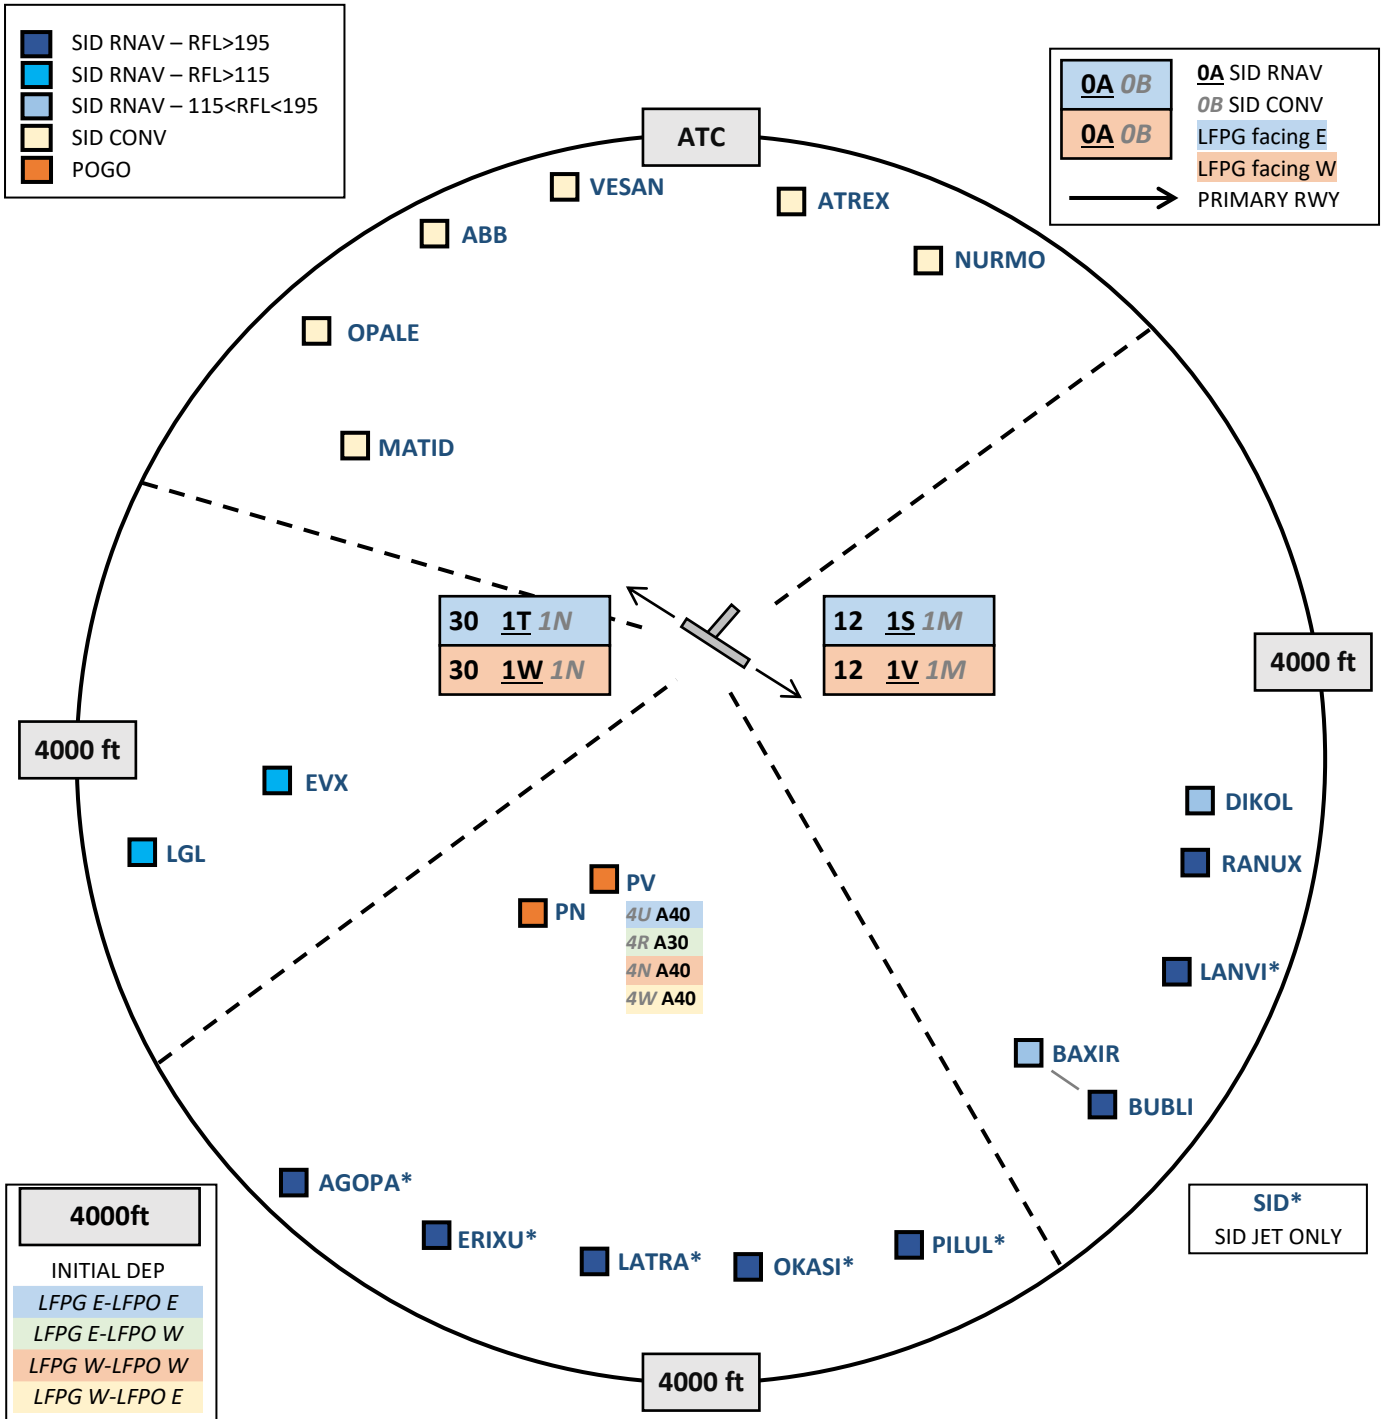 SID RNAV – RFL>195
SID RNAV – RFL>115
SID RNAV – 115<RFL<195
SID CONV
POGO
0A 0B
0A 0B
0A SID RNAV
0B SID CONV
LFPG facing E
LFPG facing W
PRIMARY RWY
ATC
VESAN
ATREX
ABB
NURMO
OPALE
MATID
30 1T 1N
30 1W 1N
12 1S 1M
12 1V 1M
4000 ft
4000 ft
EVX
DIKOL
LGL
RANUX
PV
PN
4U A40
4R A30
4N A40
4W A40
LANVI*
BAXIR
BUBLI
AGOPA*
ERIXU*
LATRA*
OKASI*
PILUL*
4000ft
INITIAL DEP
LFPG E-LFPO E
LFPG E-LFPO W
LFPG W-LFPO W
LFPG W-LFPO E
SID*
SID JET ONLY
4000 ft